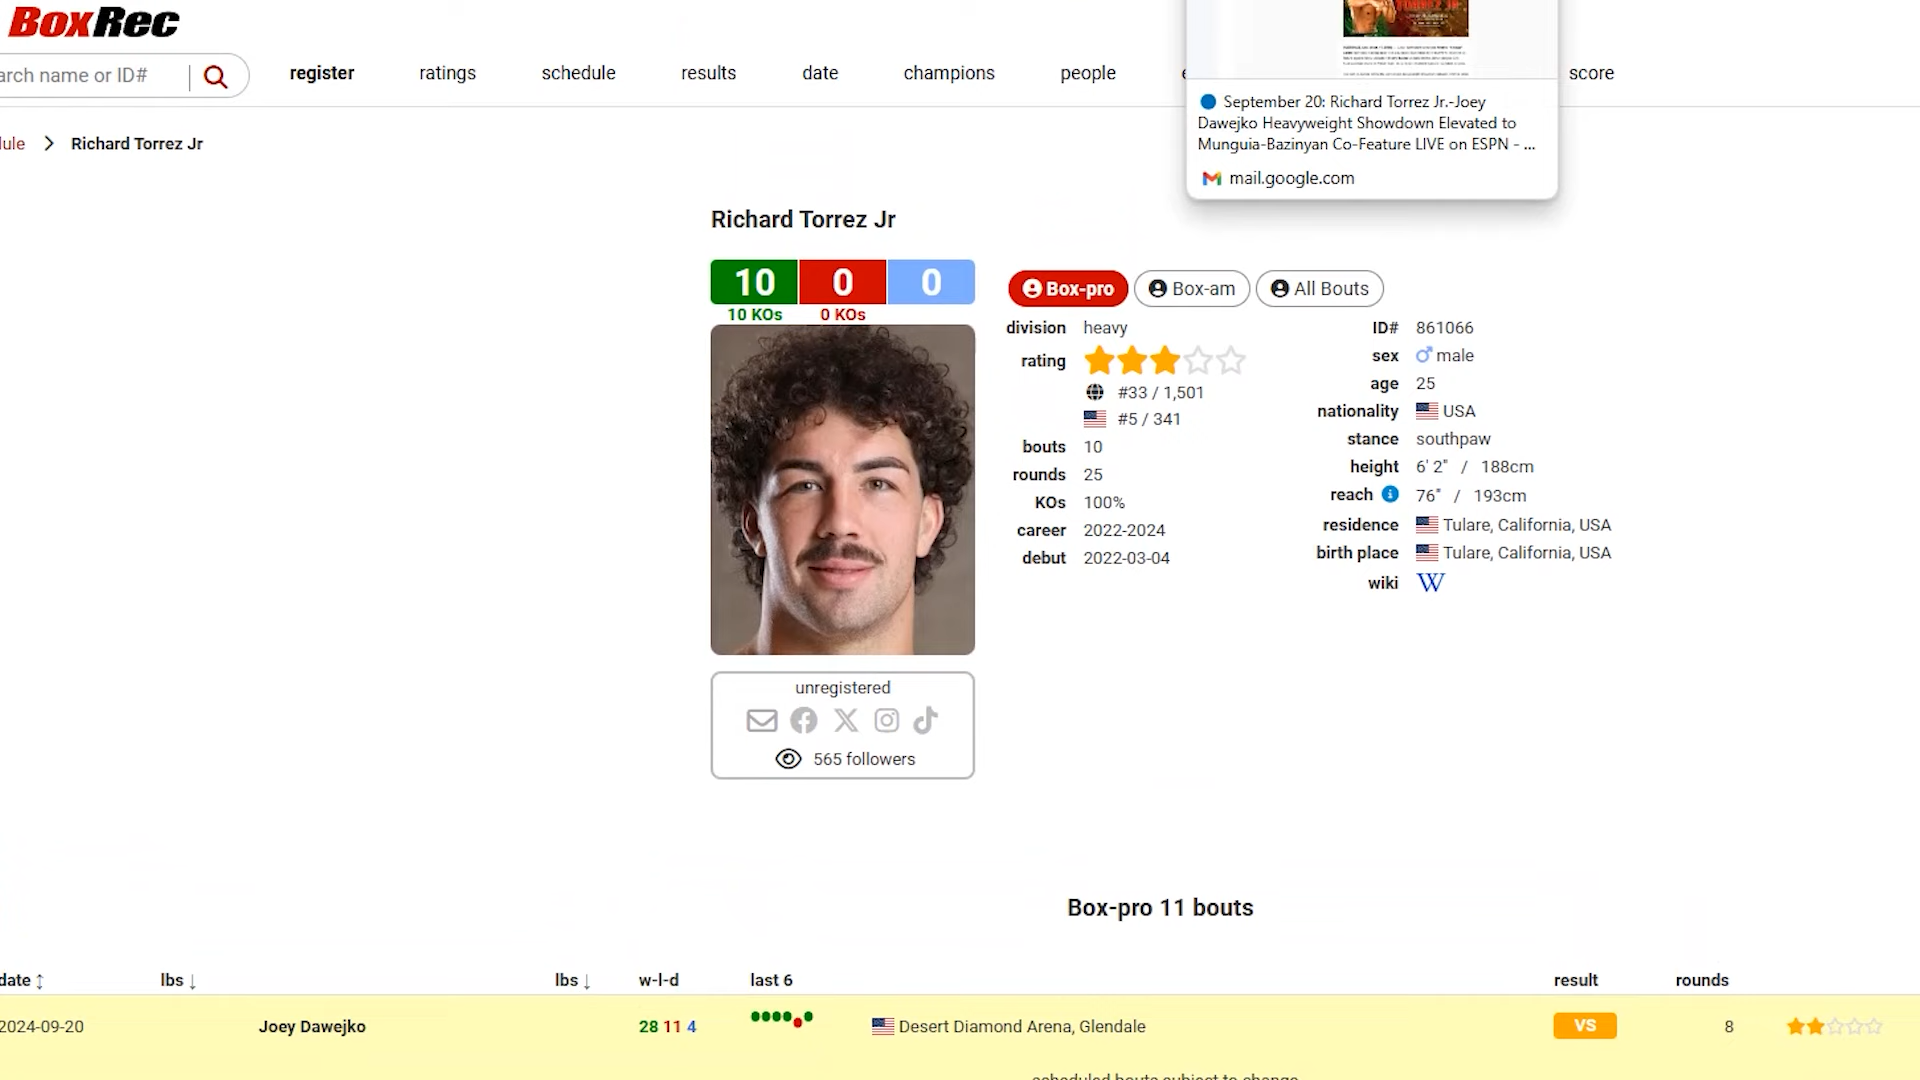 BoxRec
arch name or ID#
register
ratings
schedule
results
date
champions
people
score
September 20: Richard Torrez Jr.-Joey
Dawejko Heavyweight Showdown Elevated to
Munguia-Bazinyan Co-Feature LIVE on ESPN - ...
mail.google.com
Richard Torrez Jr
Richard Torrez Jr
10 0 0
10 KOs 0 KOs
Box-pro Box-am All Bouts
division heavy
rating
#33 / 1,501
#5 / 341
bouts 10
rounds 25
KOs 100%
career 2022-2024
debut 2022-03-04
ID# 861066
sex male
age 25
nationality USA
stance southpaw
height 6' 2" / 188cm
reach 76" / 193cm
residence Tulare, California, USA
birth place Tulare, California, USA
wiki W
unregistered
565 followers
Box-pro 11 bouts
date lbs lbs w-l-d last 6 result rounds
2024-09-20 Joey Dawejko 28 11 4 Desert Diamond Arena, Glendale VS 8
scheduled bouts subject to change